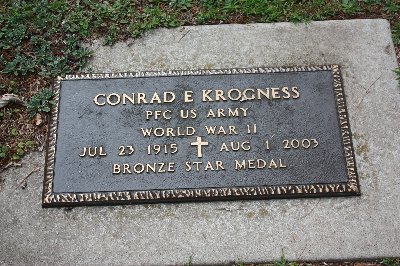 CONRAD E KROGNESS
PFC US ARMY
WORLD WAR II
JUL 23 1915 ✝ AUG 1 2003
BRONZE STAR MEDAL